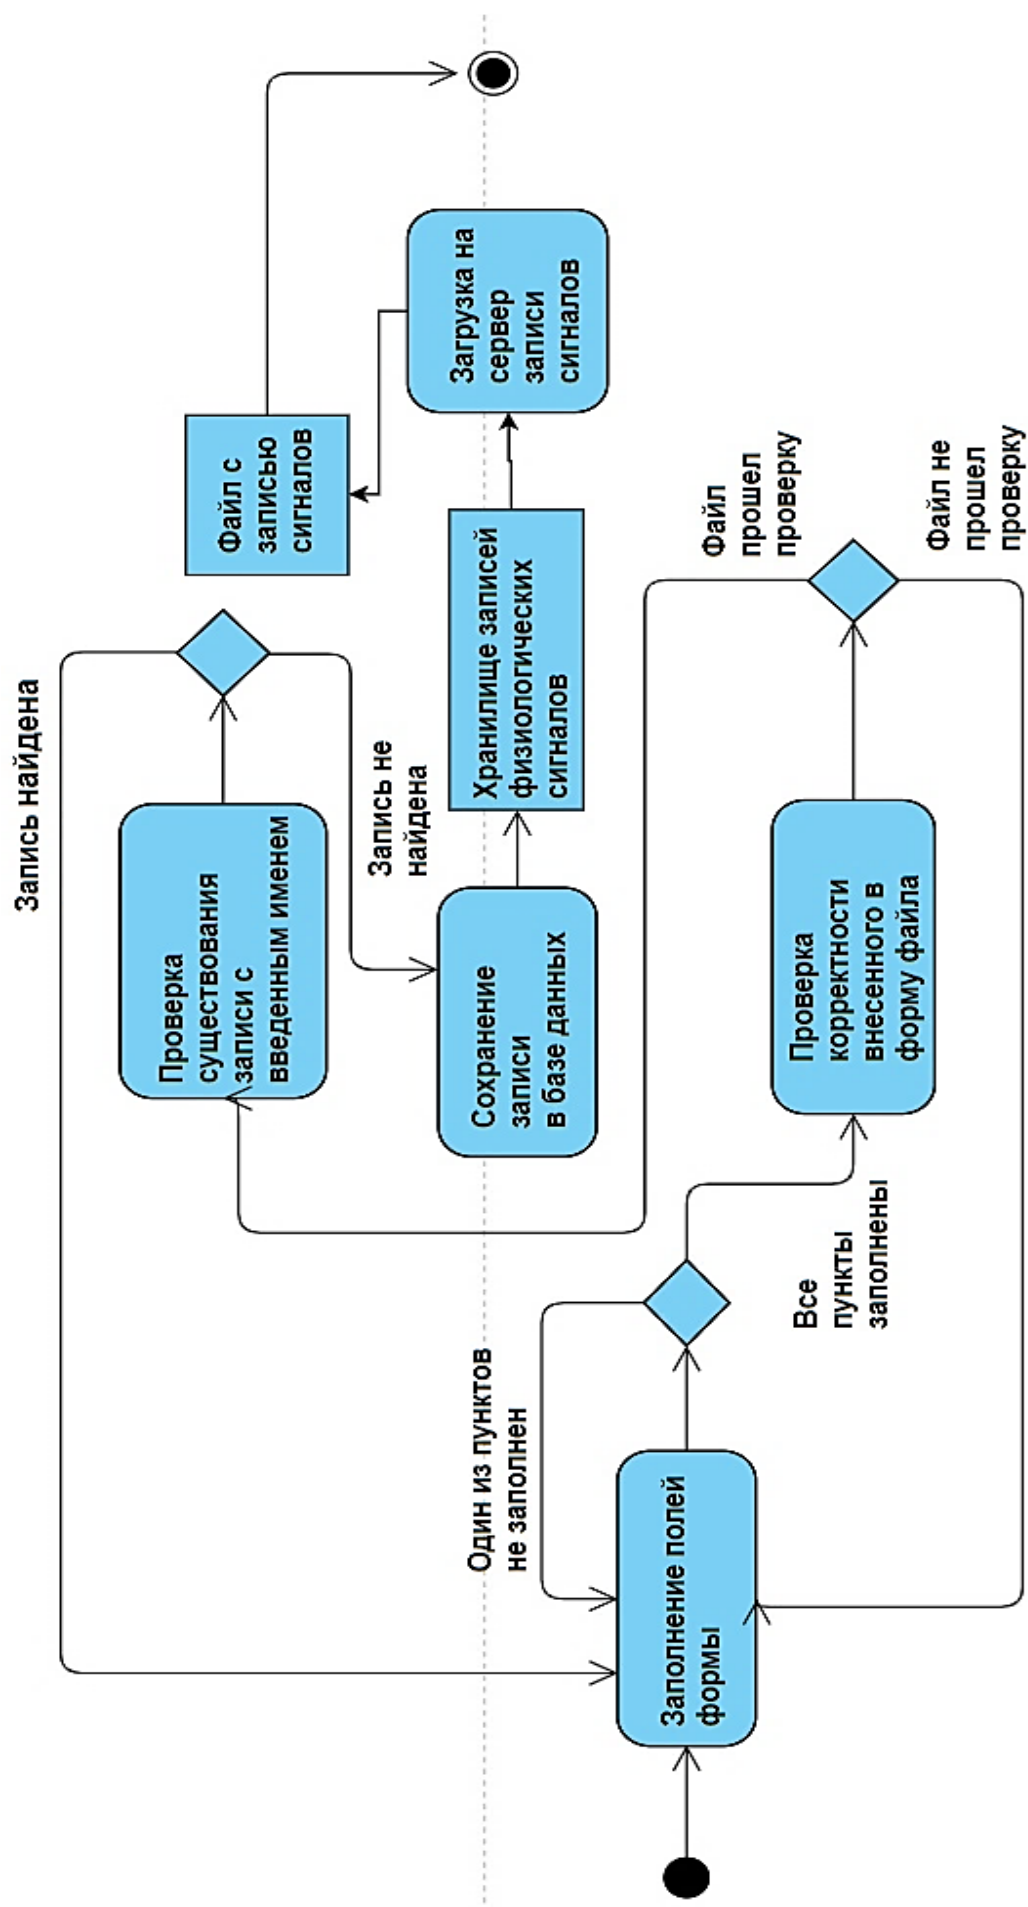 Запись найдена
Проверка
существования
записи с
введенным именем
Файл с
записью
сигналов
Запись не
найдена
Сохранение
записи
в базе данных
Хранилище записей
физиологических
сигналов
Загрузка на
сервер
записи
сигналов
Один из пунктов
не заполнен
Заполнение полей
формы
Все
пункты
заполнены
Проверка
корректности
внесенного в
форму файла
Файл
прошел
проверку
Файл не
прошел
проверку